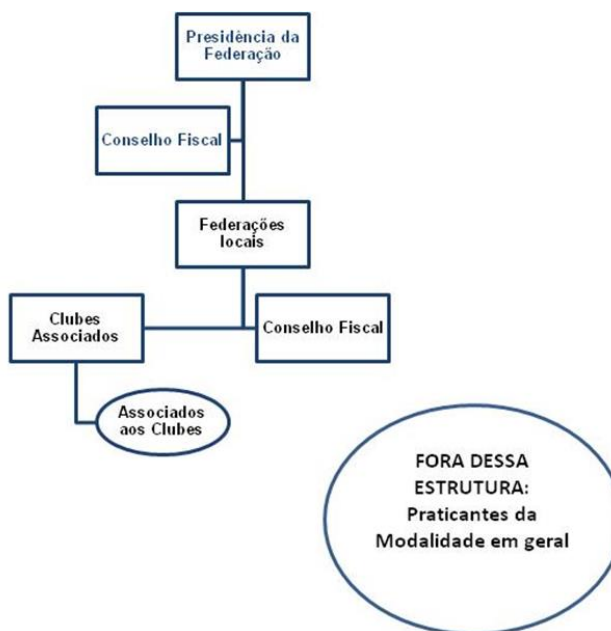 Presidência da
Federação
Conselho Fiscal
Federações
locais
Clubes
Associados
Conselho Fiscal
Associados
aos Clubes
FORA DESSA
ESTRUTURA:
Praticantes da
Modalidade em geral